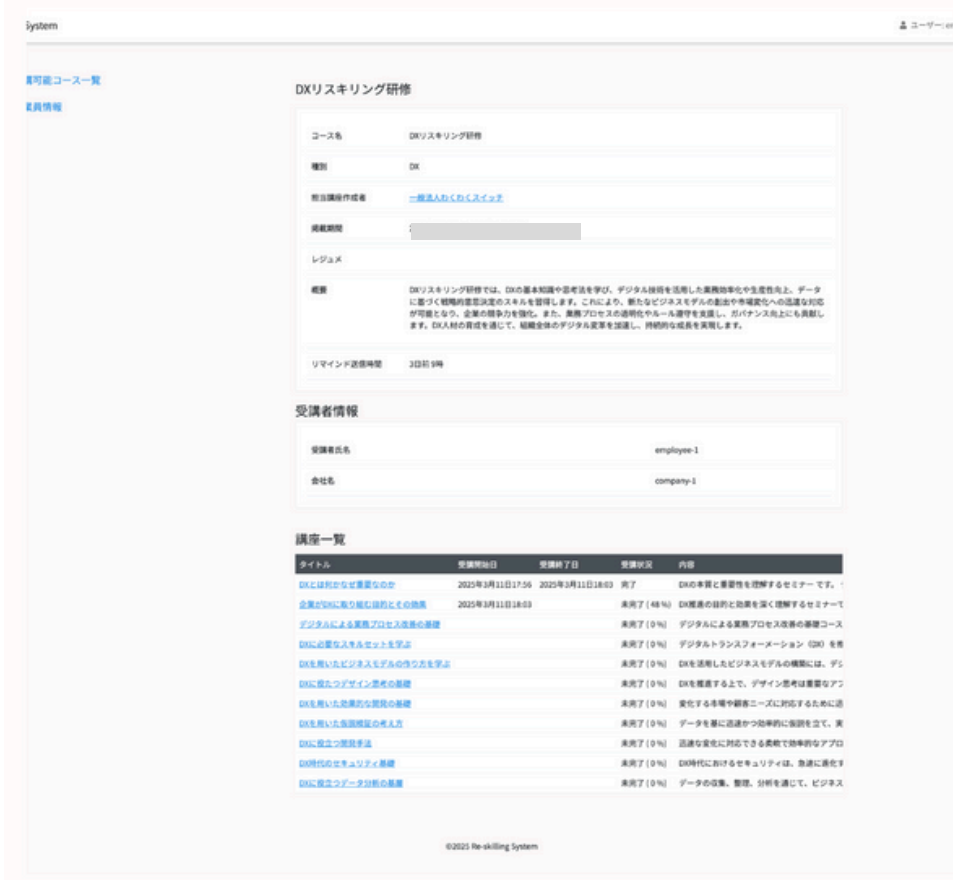 System
ユーザー: em
講可能コース一覧
業員情報
DXリスキリング研修
コース名 DXリスキリング研修
種別 DX
担当講座作成者 一般法人わくわくスイッチ
掲載期間
レジュメ
概要 DXリスキリング研修では、DXの基本知識や思考法を学び、デジタル技術を活用した業務効率化や生産性向上、データ
に基づく戦略的意思決定のスキルを習得します。これにより、新たなビジネスモデルの創出や市場変化への迅速な対応
が可能となり、企業の競争力を強化。また、業務プロセスの透明化やルール遵守を支援し、ガバナンス向上にも貢献し
ます。DX人材の育成を通じて、組織全体のデジタル変革を加速し、持続的な成長を実現します。
リマインド送信時間 3日前 9時
受講者情報
受講者氏名 employee-1
会社名 company-1
講座一覧
タイトル 受講開始日 受講終了日 受講状況 内容
DXとは何かなぜ重要なのか 2025年3月11日17:56 2025年3月11日18:03 完了 DXの本質と重要性を理解するセミナー です。
企業がDXに取り組む目的とその効果 2025年3月11日18:03 未完了 ( 48 %) DX推進の目的と効果を深く理解するセミナーで
デジタルによる業務プロセス改善の基礎 未完了 ( 0 %) デジタルによる業務プロセス改善の基礎コース
DXに必要なスキルセットを学ぶ 未完了 ( 0 %) デジタルトランスフォーメーション（DX）を推
DXを用いたビジネスモデルの作り方を学ぶ 未完了 ( 0 %) DXを活用したビジネスモデルの構築には、デジ
DXに役立つデザイン思考の基礎 未完了 ( 0 %) DXを推進する上で、デザイン思考は重要なアプ
DXを用いた効果的な開発の基礎 未完了 ( 0 %) 変化する市場や顧客ニーズに対応するために迅
DXを用いた仮説検証の考え方 未完了 ( 0 %) データを基に迅速かつ効率的に仮説を立て、実
DXに役立つ開発手法 未完了 ( 0 %) 迅速な変化に対応できる柔軟で効率的なアプロ
DX時代のセキュリティ基礎 未完了 ( 0 %) DX時代におけるセキュリティは、急速に進化す
DXに役立つデータ分析の基礎 未完了 ( 0 %) データの収集、整理、分析を通じて、ビジネス
©2025 Re-skilling System